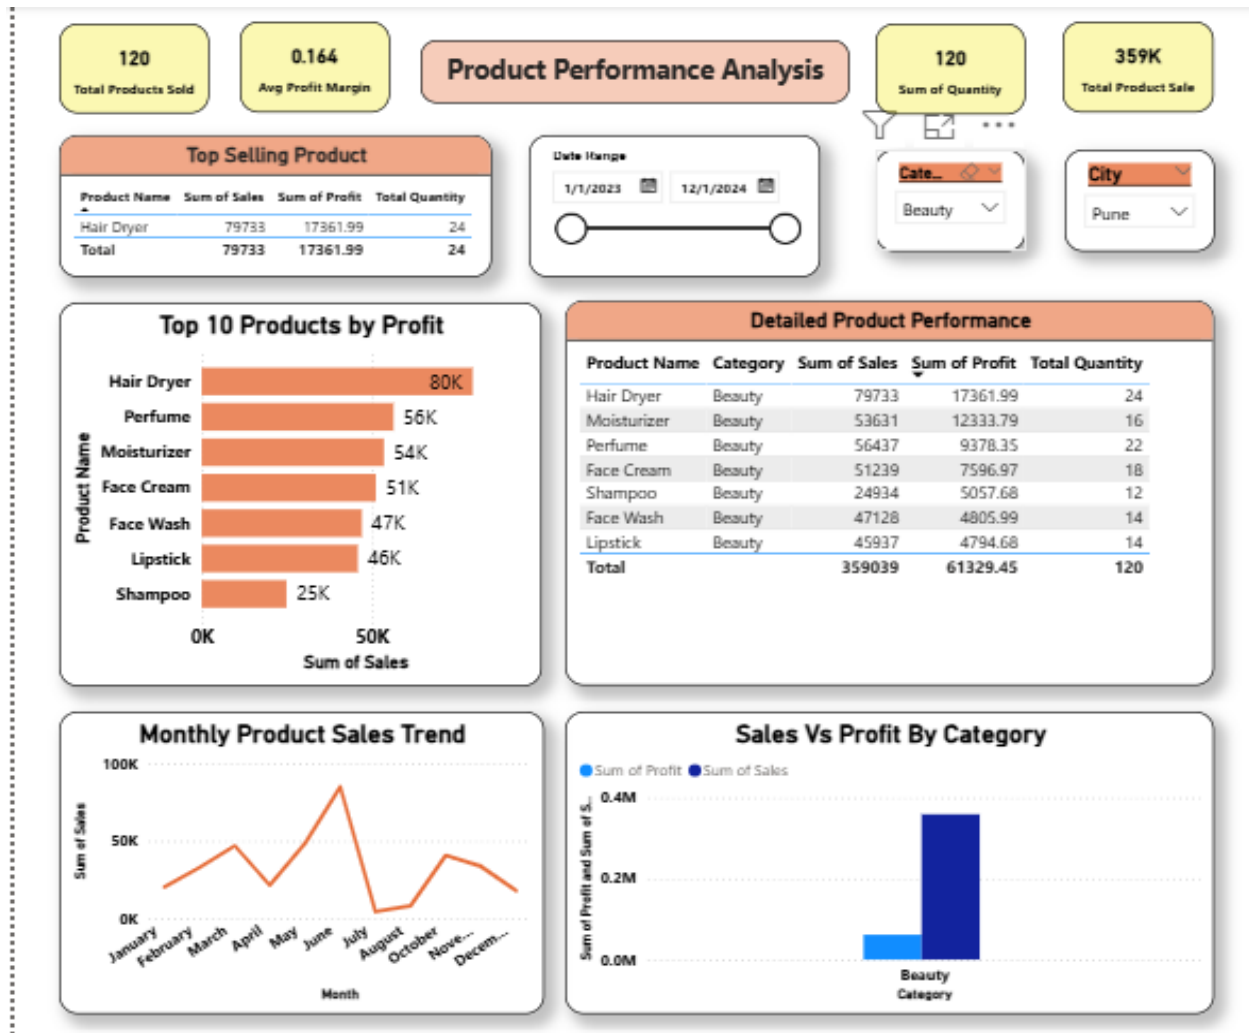 120
Total Products Sold
0.164
Avg Profit Margin
Product Performance Analysis
120
Sum of Quantity
359K
Total Product Sale
Top Selling Product
Product Name Sum of Sales Sum of Profit Total Quantity
Hair Dryer 79733 17361.99 24
Total 79733 17361.99 24
Date Range
1/1/2023 12/1/2024
Cate...
Beauty
City
Pune
Top 10 Products by Profit
Product Name
Hair Dryer 80K
Perfume 56K
Moisturizer 54K
Face Cream 51K
Face Wash 47K
Lipstick 46K
Shampoo 25K
0K 50K
Sum of Sales
Detailed Product Performance
Product Name Category Sum of Sales Sum of Profit Total Quantity
Hair Dryer Beauty 79733 17361.99 24
Moisturizer Beauty 53631 12333.79 16
Perfume Beauty 56437 9378.35 22
Face Cream Beauty 51239 7596.97 18
Shampoo Beauty 24934 5057.68 12
Face Wash Beauty 47128 4805.99 14
Lipstick Beauty 45937 4794.68 14
Total 359039 61329.45 120
Monthly Product Sales Trend
Sum of Sales
100K
50K
0K
January February March April May June July August October Nove... Decem...
Month
Sales Vs Profit By Category
Sum of Profit Sum of Sales
Sum of Profit and Sum of S...
0.4M
0.2M
0.0M
Beauty
Category